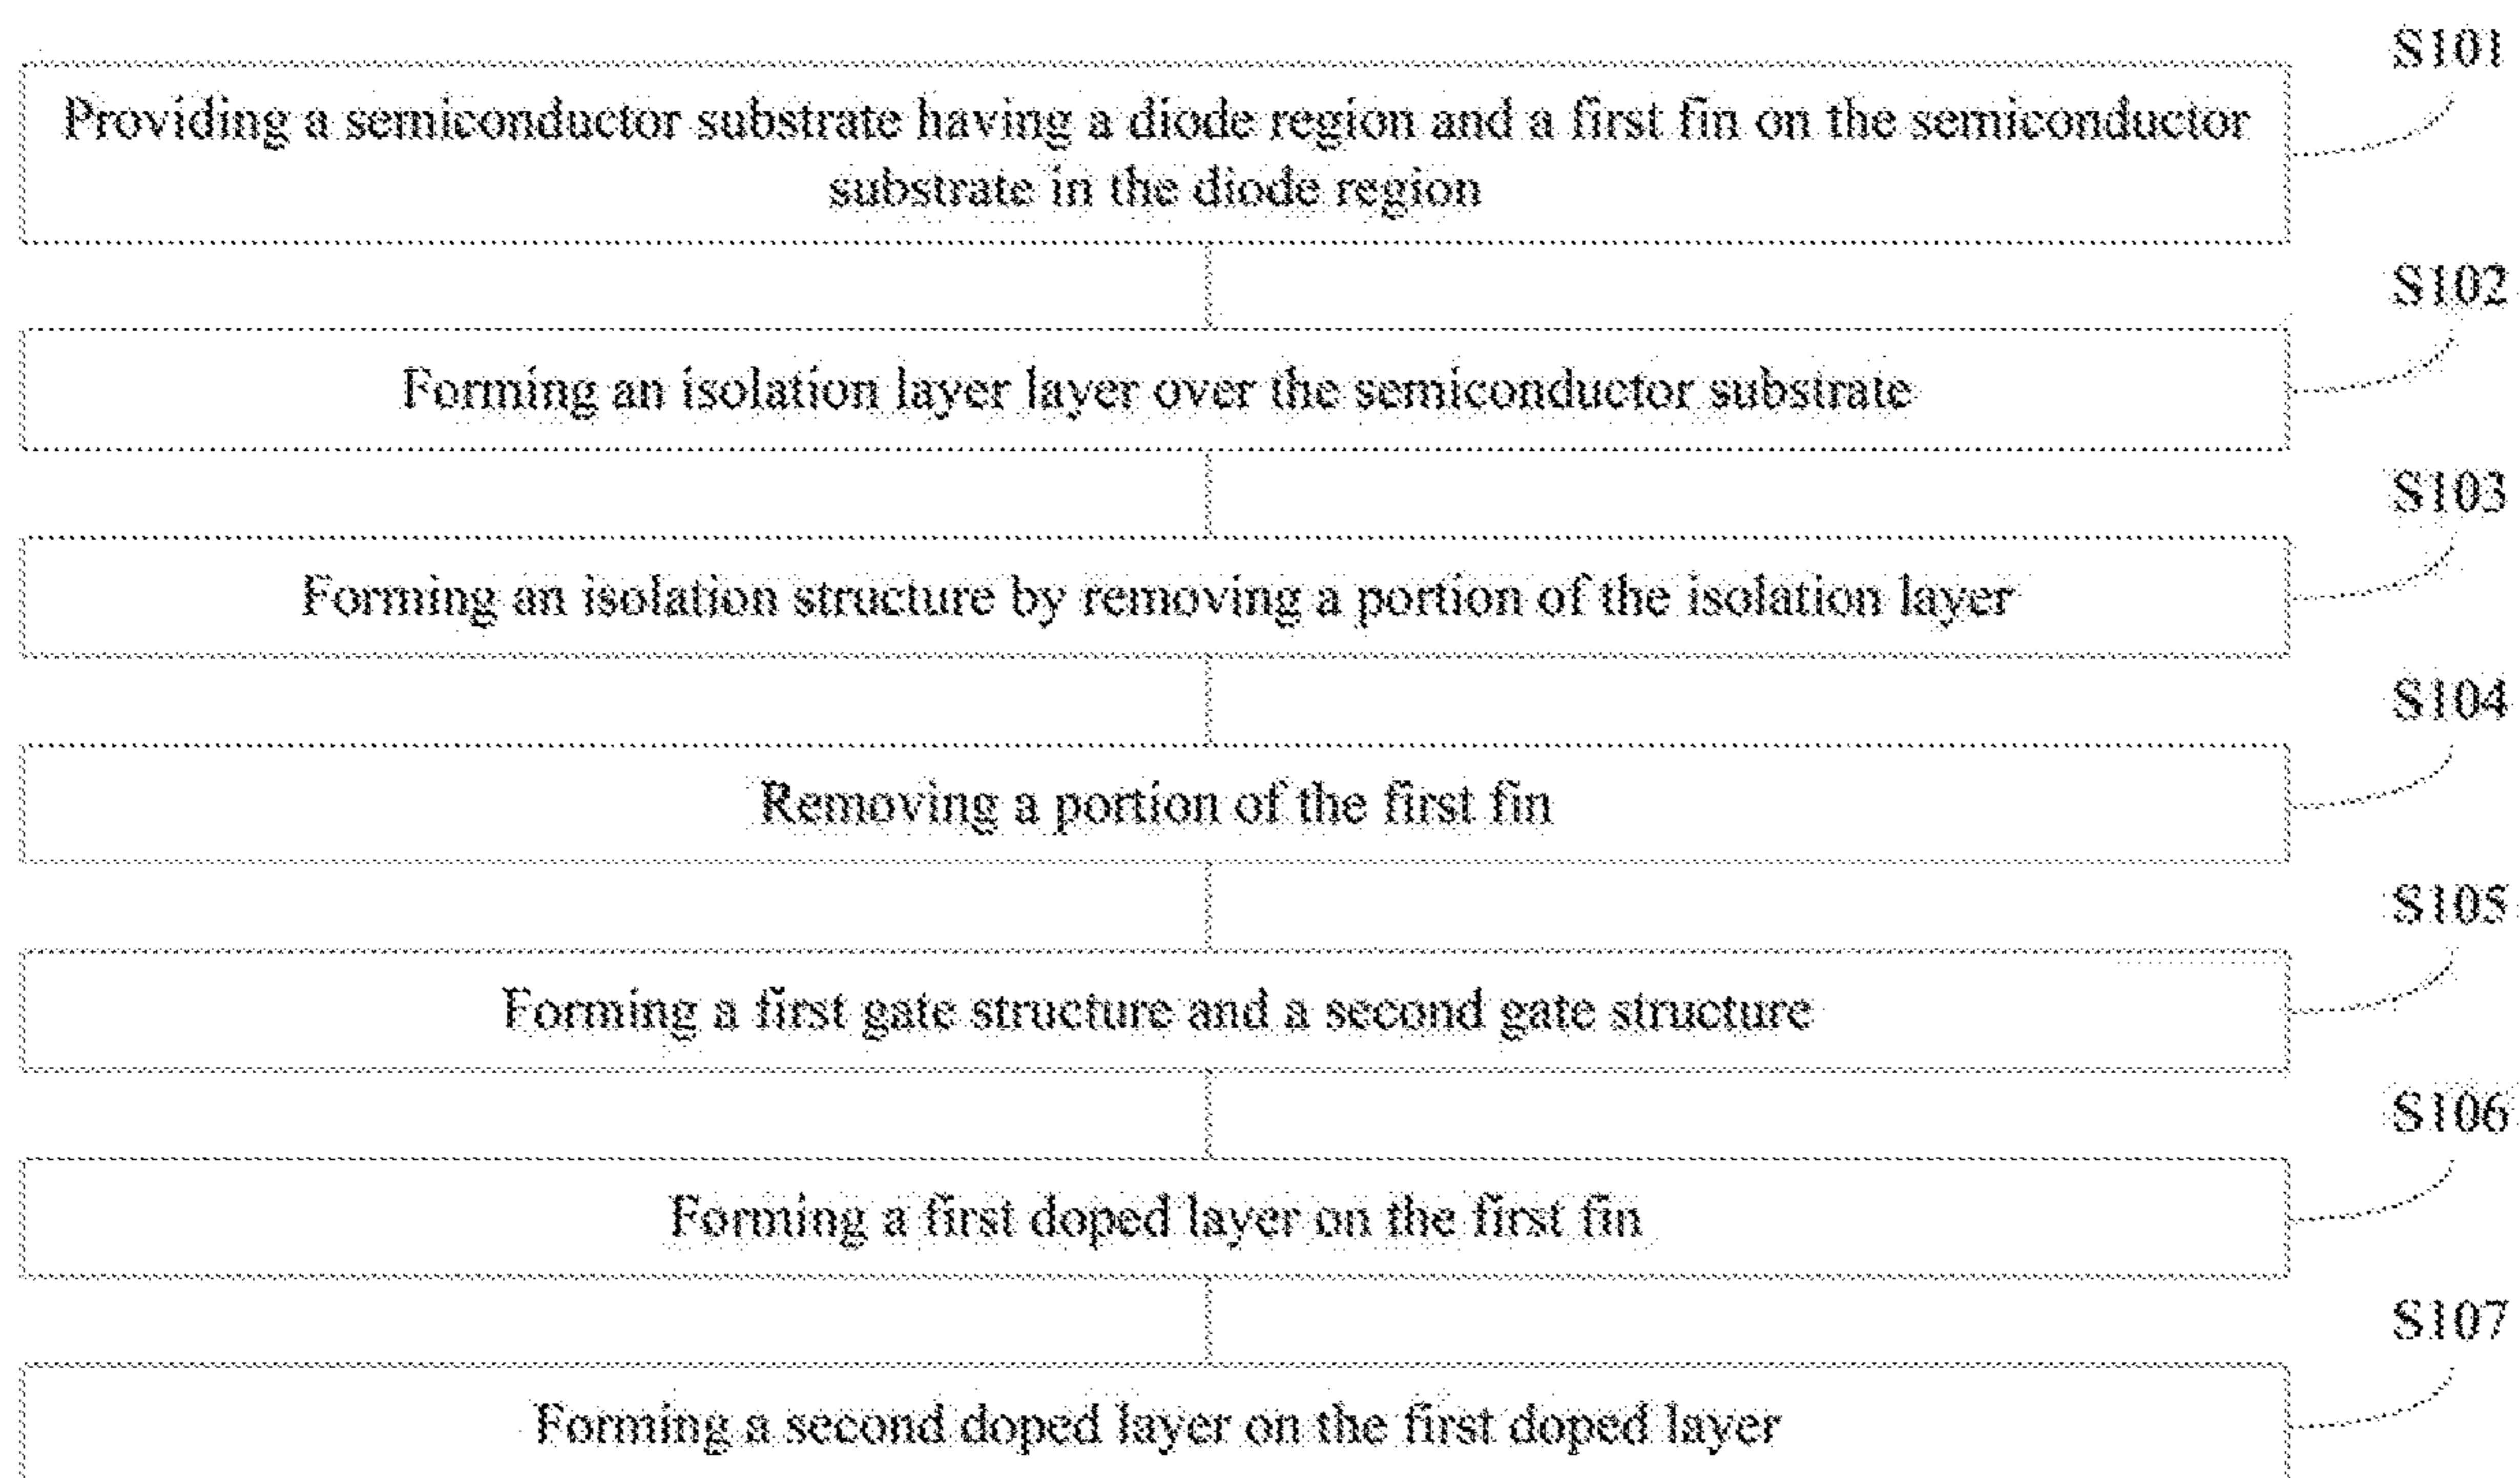 S101
Providing a semiconductor substrate having a diode region and a first fin on the semiconductor
substrate in the diode region
S102
Forming an isolation layer layer over the semiconductor substrate
S103
Forming an isolation structure by removing a portion of the isolation layer
S104
Removing a portion of the first fin
S105
Forming a first gate structure and a second gate structure
S106
Forming a first doped layer on the first fin
S107
Forming a second doped layer on the first doped layer